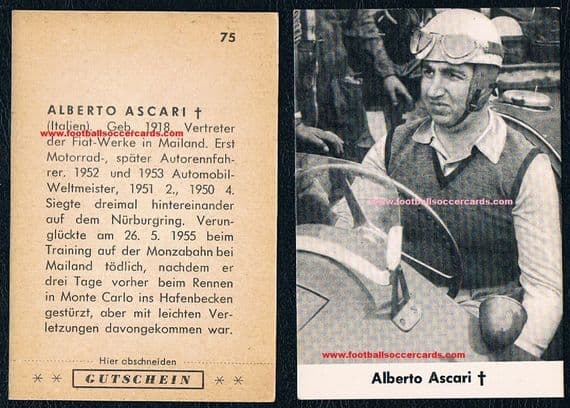 75
ALBERTO ASCARI †
www.footballsoccercards.com
(Italien). Geb. 1918. Vertreter
der Fiat-Werke in Mailand. Erst
Motorrad-, später Autorennfah-
rer. 1952 und 1953 Automobil-
Weltmeister, 1951 2., 1950 4.
Siegte dreimal hintereinander
auf dem Nürburgring. Verun-
glückte am 26. 5. 1955 beim
Training auf der Monzabahn bei
Mailand tödlich, nachdem er
drei Tage vorher beim Rennen
in Monte Carlo ins Hafenbecken
gestürzt, aber mit leichten Ver-
letzungen davongekommen war.
Hier abschneiden
* * GUTSCHEIN * *
www.footballsoccercards.com
www.footballsoccercards.com
Alberto Ascari †